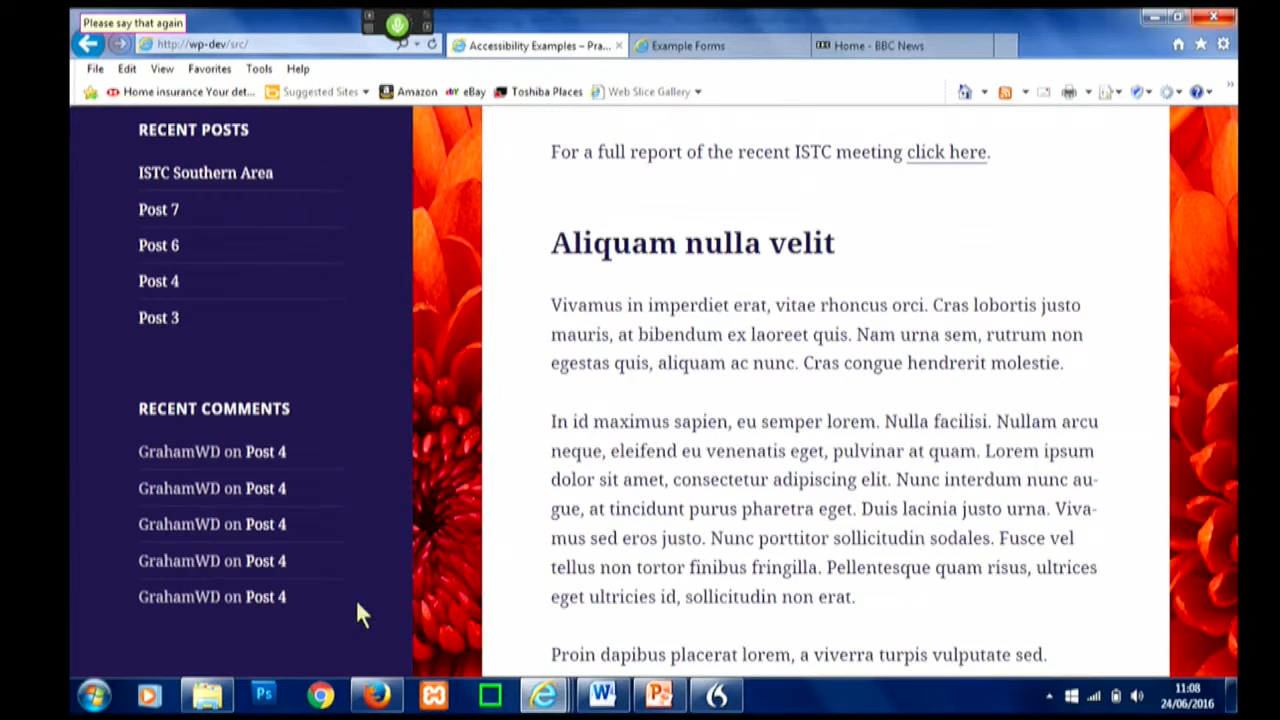 Please say that again
http://wp-dev/src/
Accessibility Examples – Pra...
Example Forms
Home - BBC News
File Edit View Favorites Tools Help
Home insurance Your det... Suggested Sites Amazon eBay Toshiba Places Web Slice Gallery
RECENT POSTS
ISTC Southern Area
Post 7
Post 6
Post 4
Post 3
RECENT COMMENTS
GrahamWD on Post 4
GrahamWD on Post 4
GrahamWD on Post 4
GrahamWD on Post 4
GrahamWD on Post 4
For a full report of the recent ISTC meeting click here.
Aliquam nulla velit
Vivamus in imperdiet erat, vitae rhoncus orci. Cras lobortis justo
mauris, at bibendum ex laoreet quis. Nam urna sem, rutrum non
egestas quis, aliquam ac nunc. Cras congue hendrerit molestie.
In id maximus sapien, eu semper lorem. Nulla facilisi. Nullam arcu
neque, eleifend eu venenatis eget, pulvinar at quam. Lorem ipsum
dolor sit amet, consectetur adipiscing elit. Nunc interdum nunc au-
gue, at tincidunt purus pharetra eget. Duis lacinia justo urna. Viva-
mus sed eros justo. Nunc porttitor sollicitudin sodales. Fusce vel
tellus non tortor finibus fringilla. Pellentesque quam risus, ultrices
eget ultricies id, sollicitudin non erat.
Proin dapibus placerat lorem, a viverra turpis vulputate sed.
Ps
11:08
24/06/2016